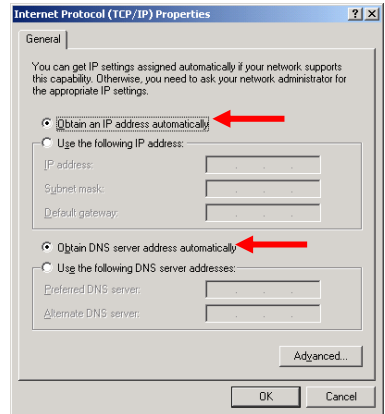 Internet Protocol (TCP/IP) Properties
General
You can get IP settings assigned automatically if your network supports
this capability. Otherwise, you need to ask your network administrator for
the appropriate IP settings.
Obtain an IP address automatically
Use the following IP address:
IP address:
Subnet mask:
Default gateway:
Obtain DNS server address automatically
Use the following DNS server addresses:
Preferred DNS server:
Alternate DNS server:
Advanced...
OK Cancel